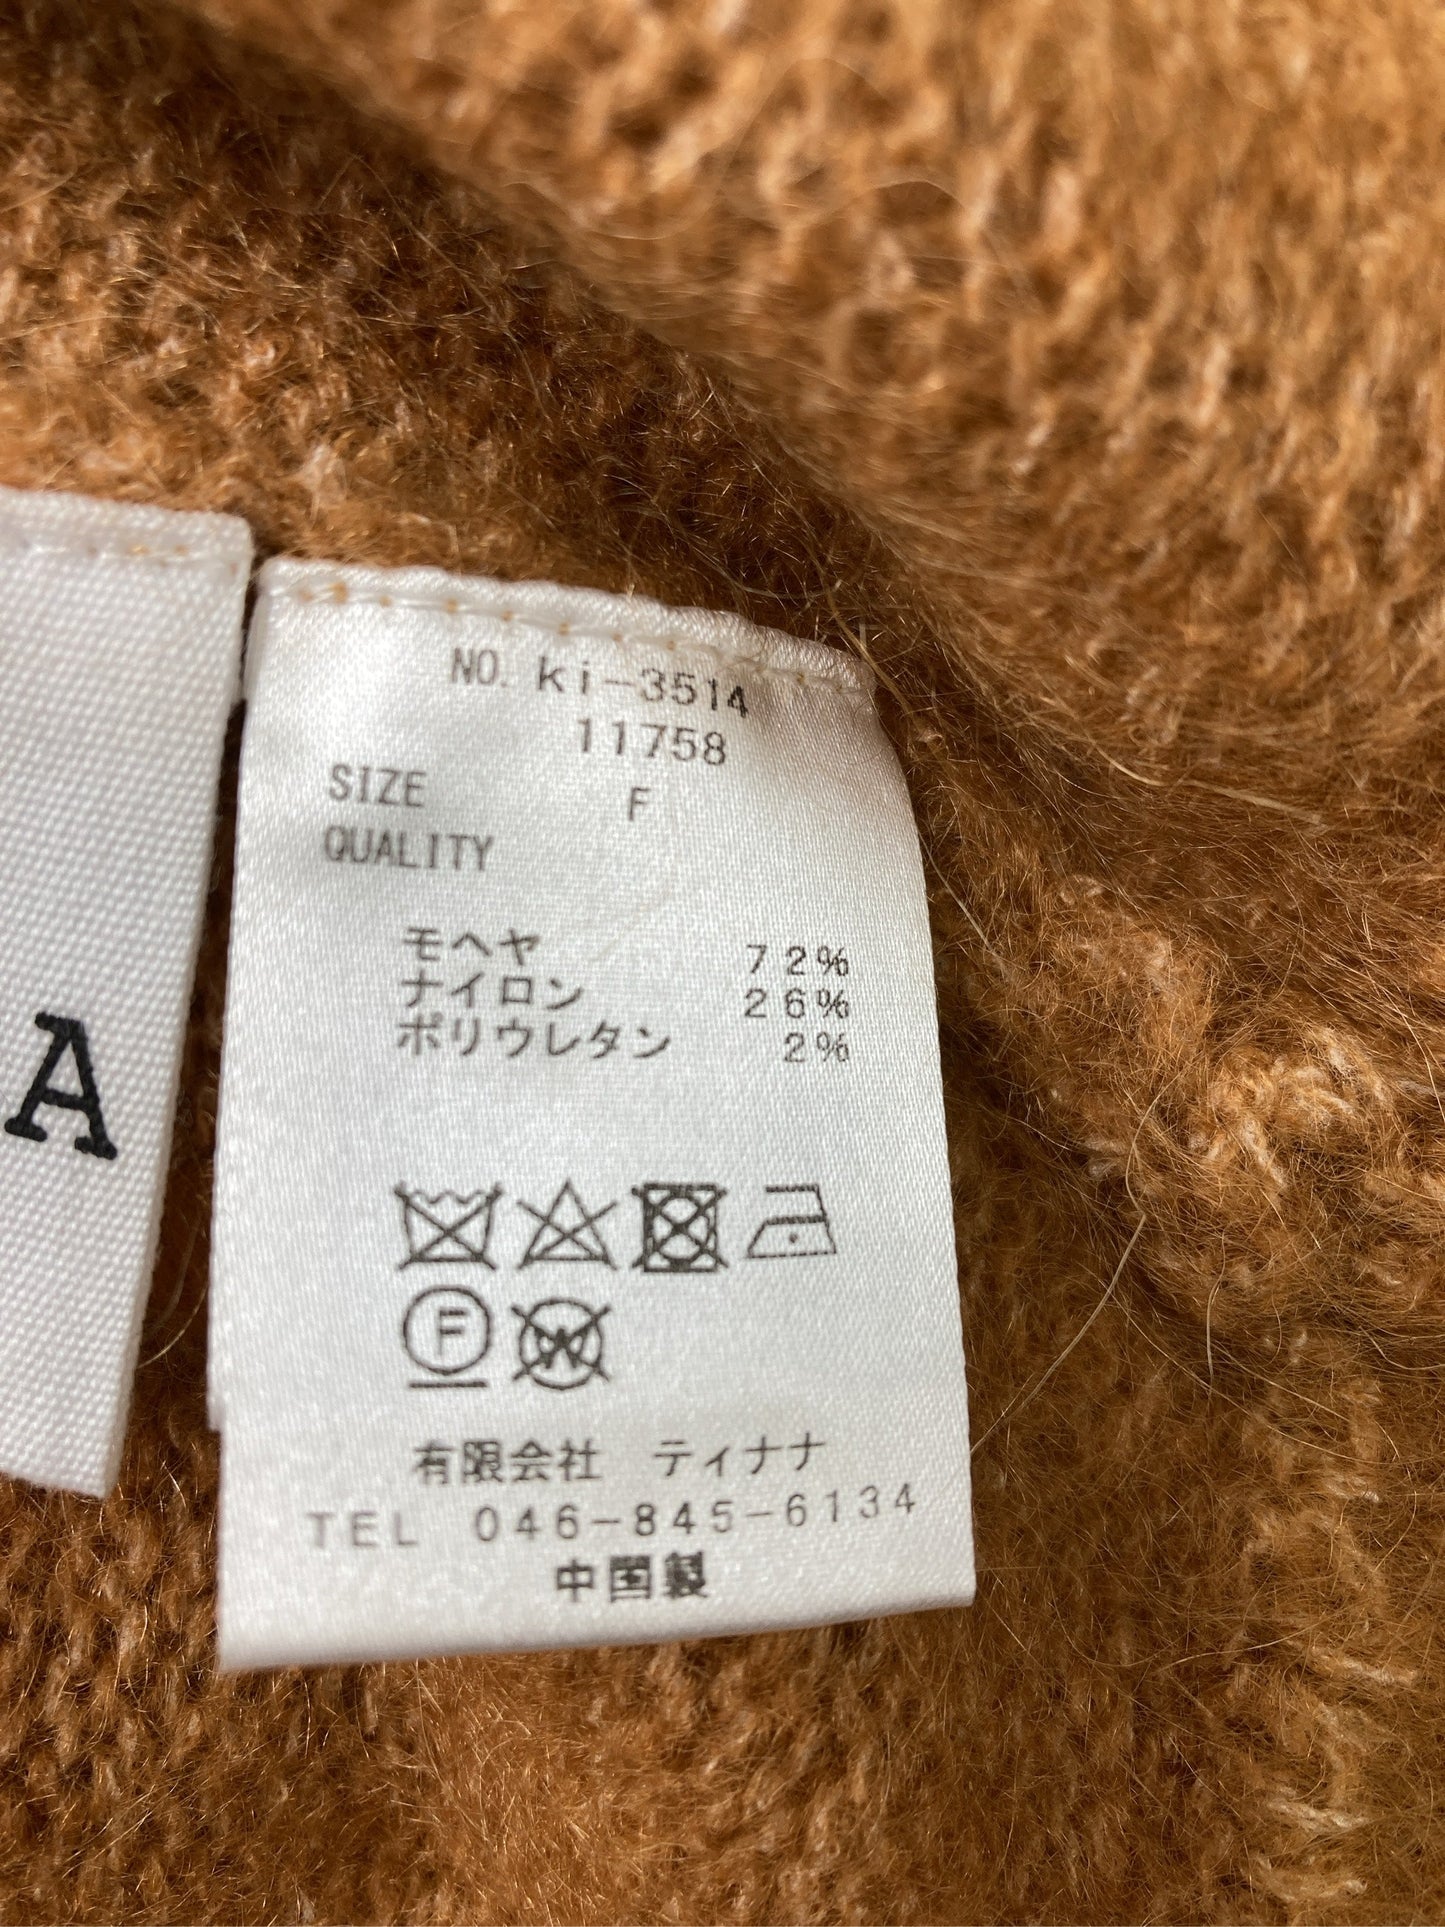 A
NO. ki-3514
11758
SIZE F
QUALITY
モヘヤ 72%
ナイロン 26%
ポリウレタン 2%
F
W
有限会社 ティナナ
TEL 046-845-6134
中国製